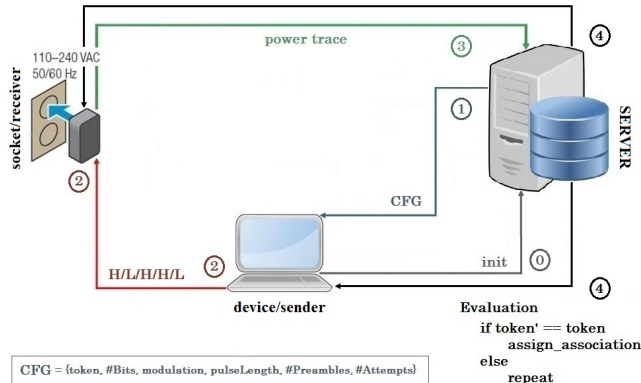 ④
power trace
③
110–240 VAC
50/60 Hz
①
socket/receiver
SERVER
②
CFG
②
init
⓪
H/L/H/H/L
④
device/sender
Evaluation
if token' == token
assign_association
else
repeat
CFG = {token, #Bits, modulation, pulseLength, #Preambles, #Attempts}